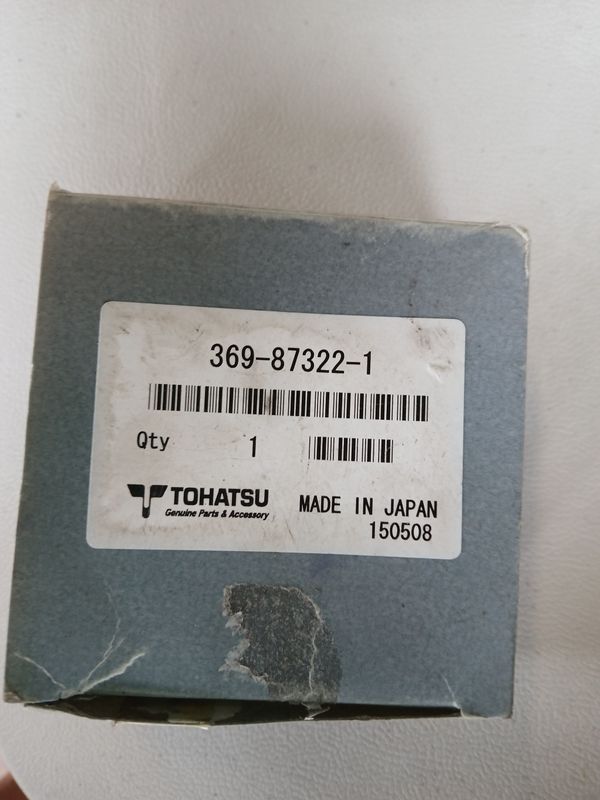 369-87322-1
Qty 1
TOHATSU
Genuine Parts & Accessory
MADE IN JAPAN
150508